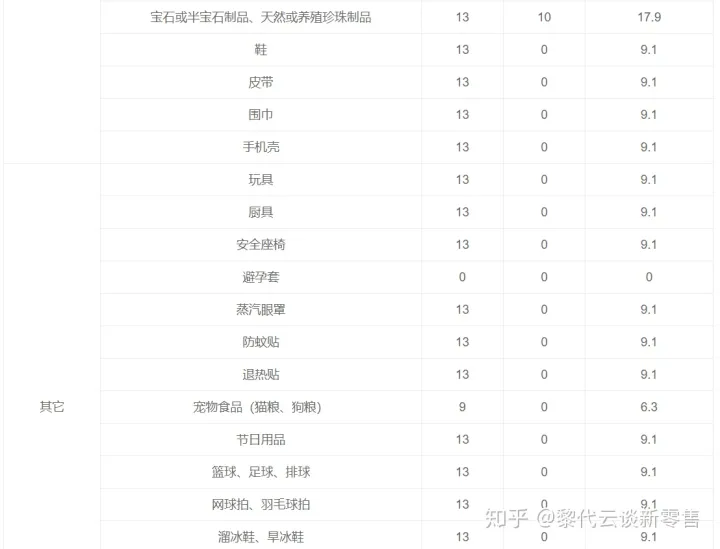 宝石或半宝石制品、天然或养殖珍珠制品 13 10 17.9
鞋 13 0 9.1
皮带 13 0 9.1
围巾 13 0 9.1
手机壳 13 0 9.1
玩具 13 0 9.1
厨具 13 0 9.1
安全座椅 13 0 9.1
避孕套 0 0 0
蒸汽眼罩 13 0 9.1
防蚊贴 13 0 9.1
退热贴 13 0 9.1
其它 宠物食品（猫粮、狗粮） 9 0 6.3
节日用品 13 0 9.1
篮球、足球、排球 13 0 9.1
网球拍、羽毛球拍 13 0 9.1
知乎 @黎代云谈新零售
溜冰鞋、旱冰鞋 13 0 9.1